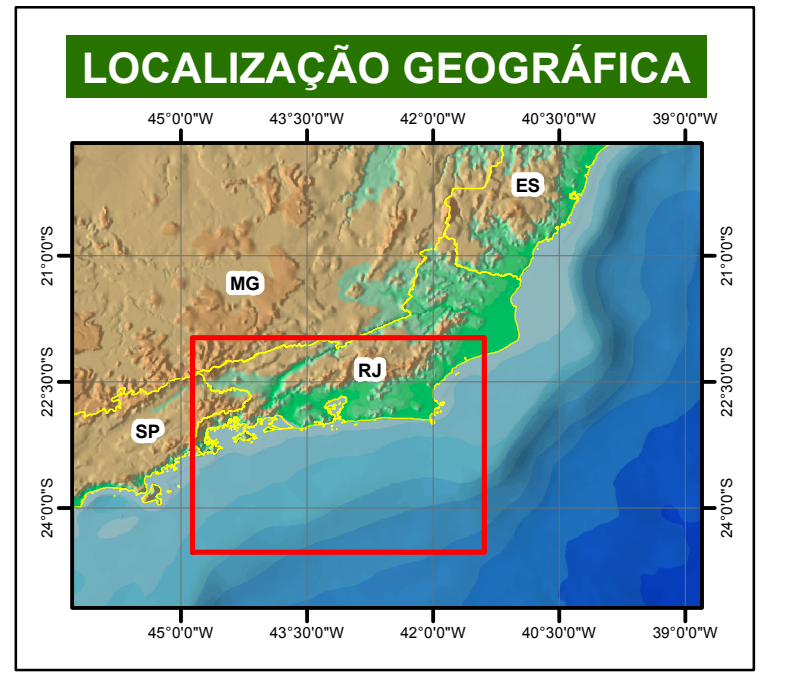 LOCALIZAÇÃO GEOGRÁFICA
45°0'0"W 43°30'0"W 42°0'0"W 40°30'0"W 39°0'0"W
ES
21°0'0"S 21°0'0"S
MG
RJ
22°30'0"S 22°30'0"S
SP
24°0'0"S 24°0'0"S
45°0'0"W 43°30'0"W 42°0'0"W 40°30'0"W 39°0'0"W